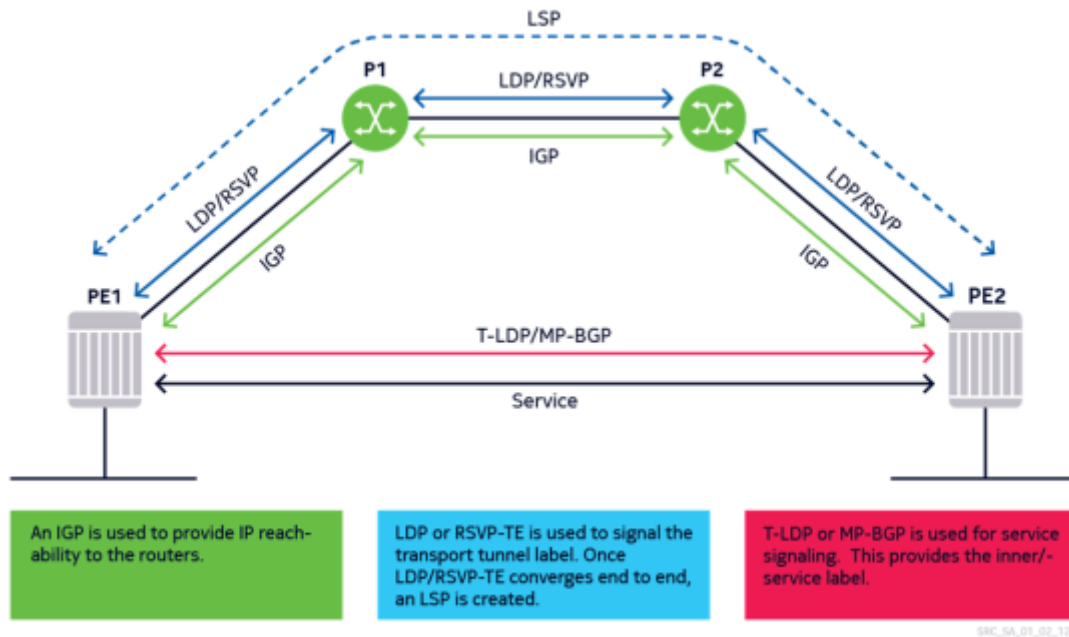 LSP
P1
P2
LDP/RSVP
IGP
LDP/RSVP
IGP
LDP/RSVP
IGP
PE1
PE2
T-LDP/MP-BGP
Service
An IGP is used to provide IP reach-
ability to the routers.
LDP or RSVP-TE is used to signal the
transport tunnel label. Once
LDP/RSVP-TE converges end to end,
an LSP is created.
T-LDP or MP-BGP is used for service
signaling. This provides the inner/-
service label.